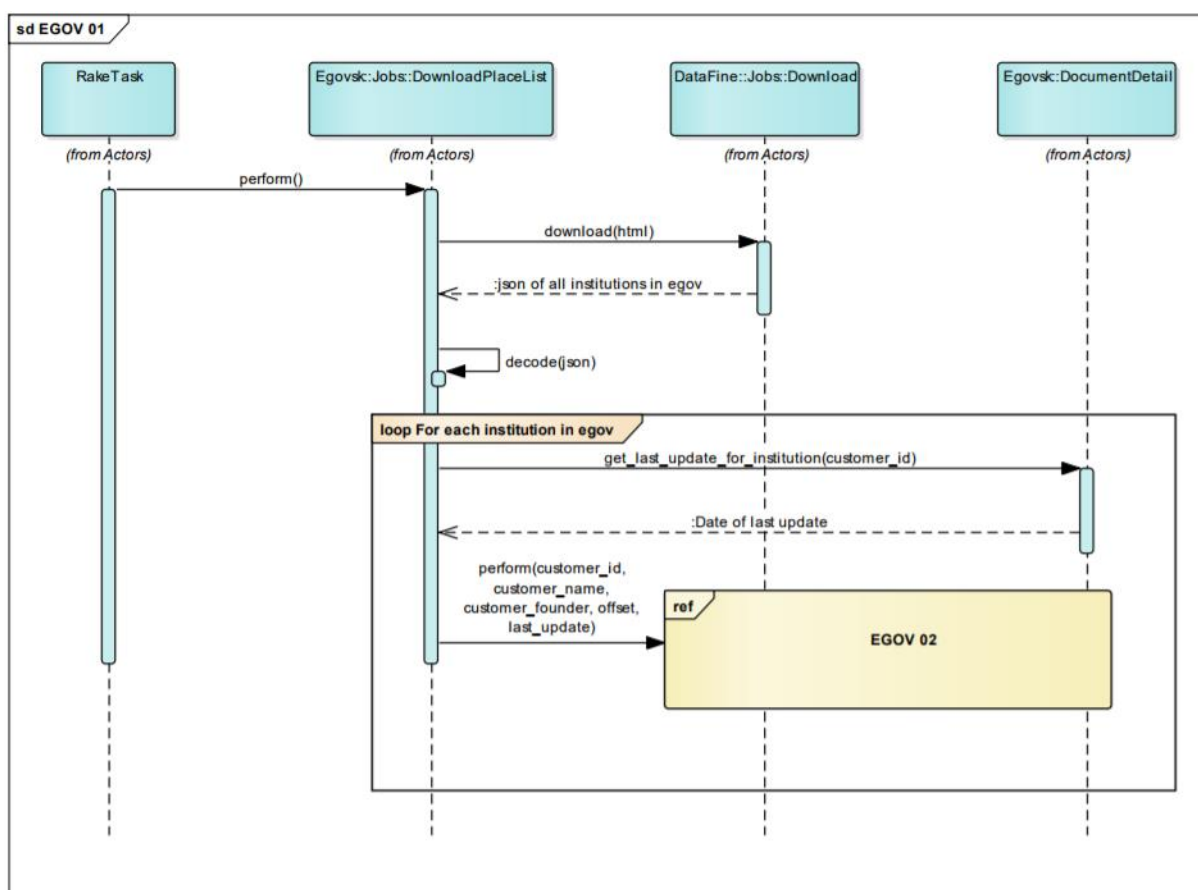 sd EGOV 01
RakeTask
Egovsk::Jobs::DownloadPlaceList
DataFine::Jobs::Download
Egovsk::DocumentDetail
(from Actors)
(from Actors)
(from Actors)
(from Actors)
perform()
download(html)
:json of all institutions in egov
decode(json)
loop For each institution in egov
get_last_update_for_institution(customer_id)
:Date of last update
perform(customer_id,
customer_name,
customer_founder, offset,
last_update)
ref
EGOV 02